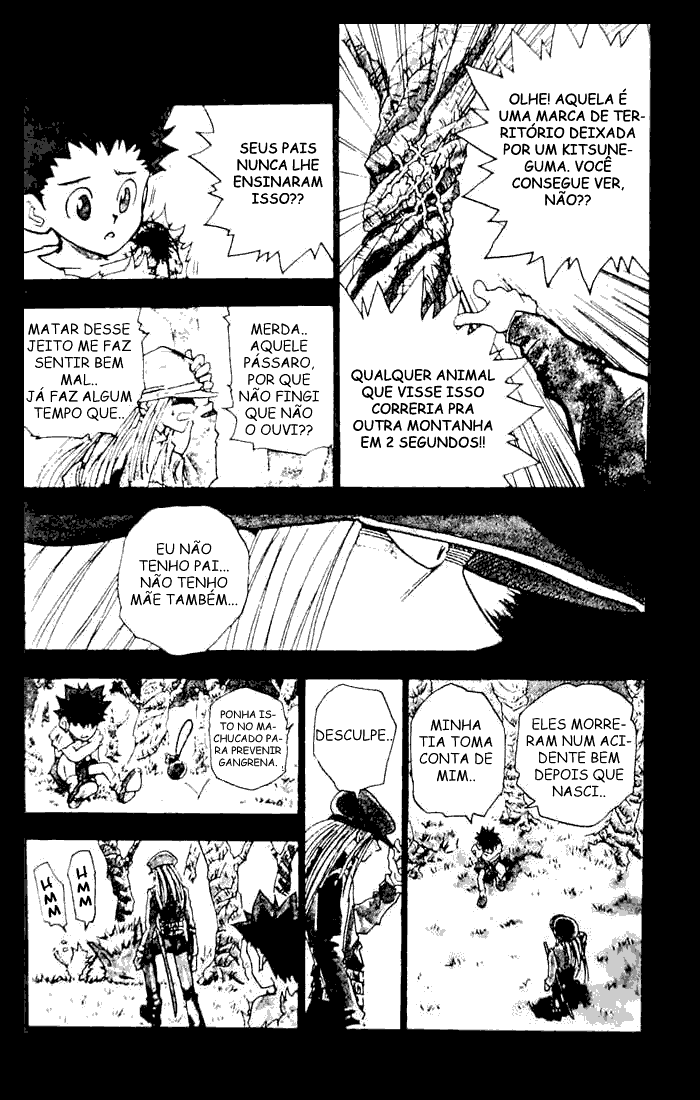 OLHE! AQUELA É
UMA MARCA DE TER-
RITÓRIO DEIXADA
POR UM KITSUNE-
GUMA. VOCÊ
CONSEGUE VER,
NÃO??
QUALQUER ANIMAL
QUE VISSE ISSO
CORRERIA PRA
OUTRA MONTANHA
EM 2 SEGUNDOS!!
SEUS PAIS
NUNCA LHE
ENSINARAM
ISSO??
MERDA..
AQUELE
PÁSSARO,
POR QUE
NÃO FINGI
QUE NÃO
O OUVI??
MATAR DESSE
JEITO ME FAZ
SENTIR BEM
MAL..
JÁ FAZ ALGUM
TEMPO QUE..
EU NÃO
TENHO PAI...
NÃO TENHO
MÃE TAMBÉM...
ELES MORRE-
RAM NUM ACI-
DENTE BEM
DEPOIS QUE
NASCI..
MINHA
TIA TOMA
CONTA DE
MIM..
DESCULPE..
PONHA IS-
TO NO MA-
CHUCADO PA-
RA PREVENIR
GANGRENA.
UMM
UMM